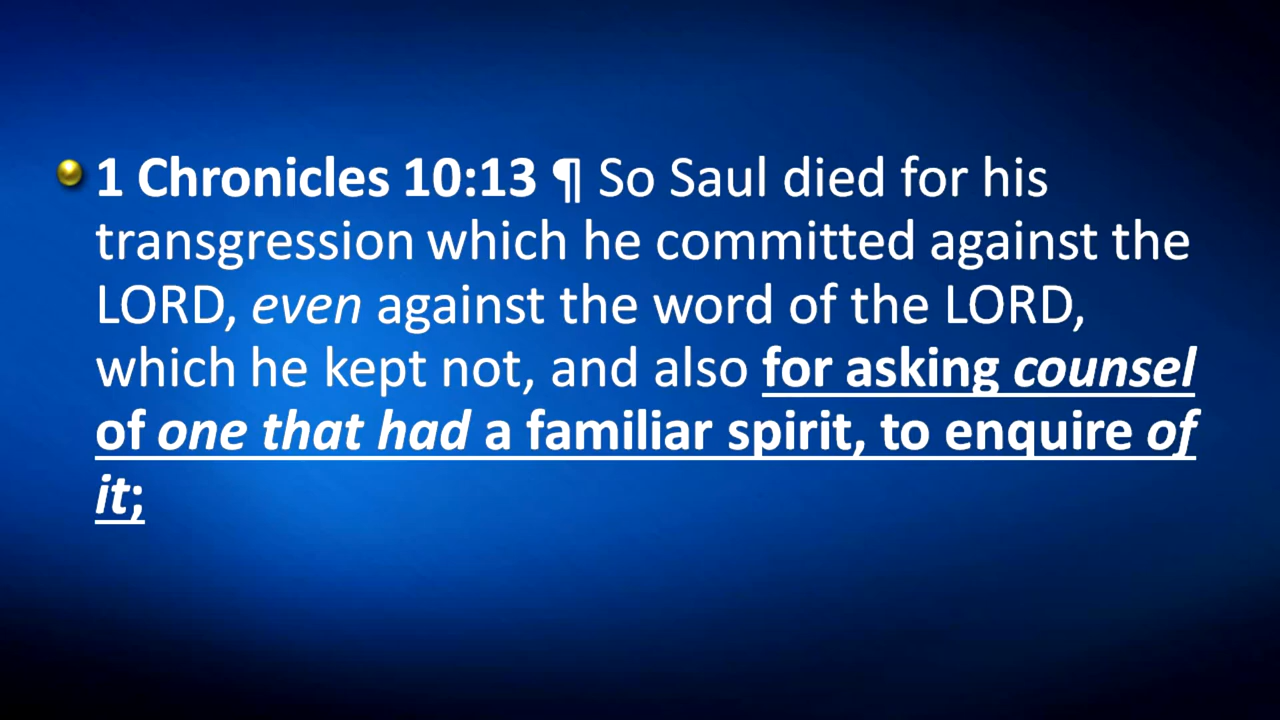 1 Chronicles 10:13 ¶ So Saul died for his
transgression which he committed against the
LORD, even against the word of the LORD,
which he kept not, and also for asking counsel
of one that had a familiar spirit, to enquire of
it;